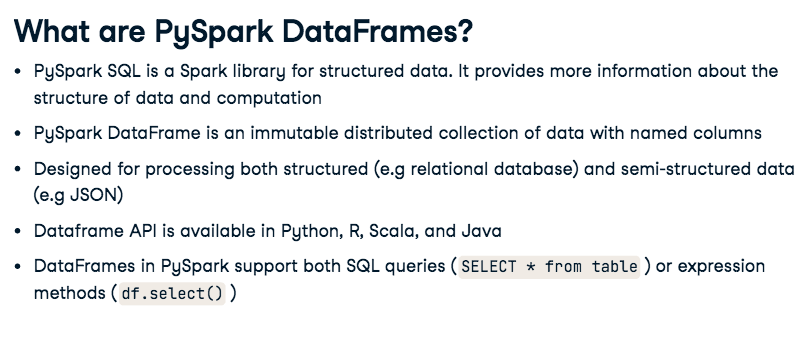 What are PySpark DataFrames?
• PySpark SQL is a Spark library for structured data. It provides more information about the
structure of data and computation
• PySpark DataFrame is an immutable distributed collection of data with named columns
• Designed for processing both structured (e.g relational database) and semi-structured data
(e.g JSON)
• Dataframe API is available in Python, R, Scala, and Java
• DataFrames in PySpark support both SQL queries ( SELECT * from table ) or expression
methods ( df.select() )